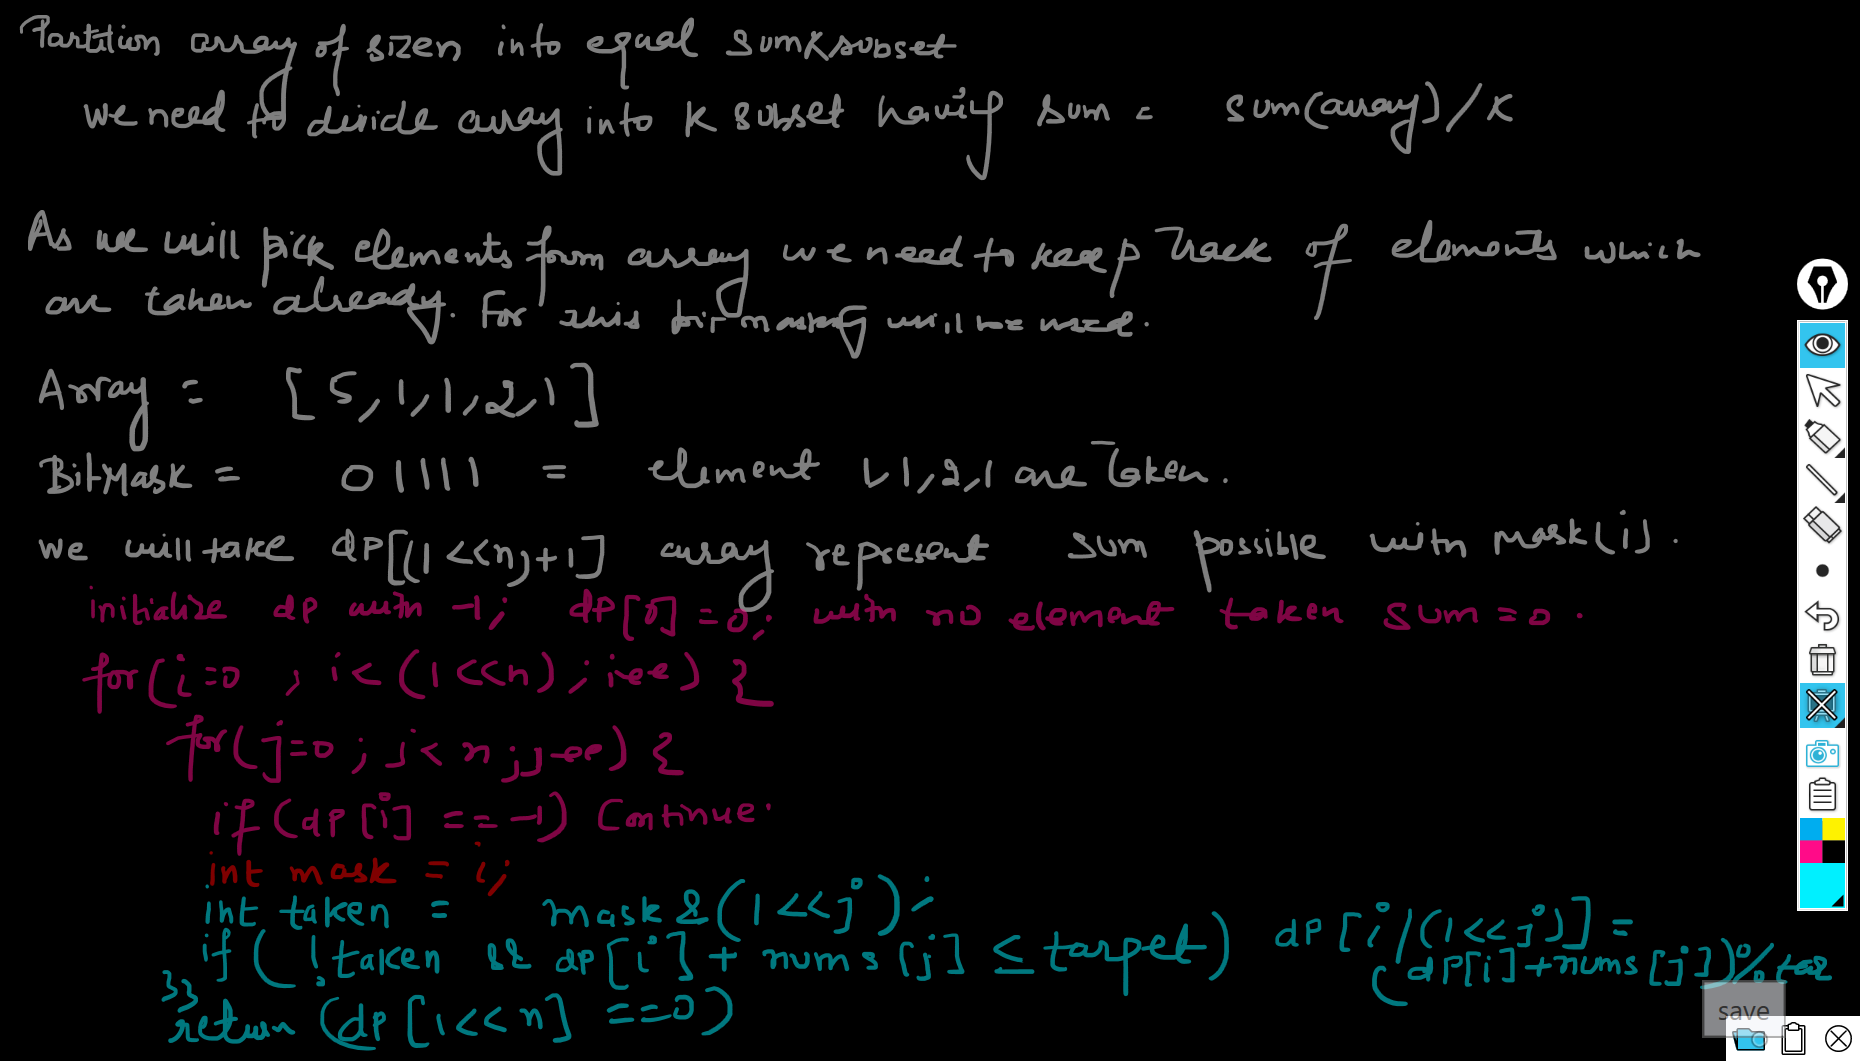 Partition array of size n into equal sum K subset
we need to divide array into K subset having sum = sum(array)/K
As we will pick elements from array we need to keep track of elements which
are taken already. For this bit masking will be used.
Array = [5,1,1,2,1]
BitMask = 01111 = element 1,1,2,1 are Taken.
we will take dp[(1<<n)+1] array represent sum possible with mask(i).
initialize dp with -1; dp[0]=0; with no element taken sum=0.
for(i=0 ; i<(1<<n); i++) {
for(j=0; j<n; j++) {
if (dp[i] == -1) Continue.
int mask = i;
int taken = mask&(1<<j);
if ( !taken && dp[i] + nums[j] ≤ target) dp[i/(1<<j)] =
(dp[i]+nums[j])%tar
}}
return (dp[1<<n] ==0)
save